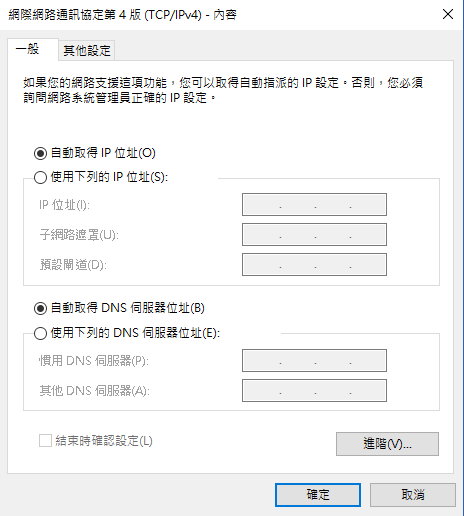 網際網路通訊協定第 4 版 (TCP/IPv4) - 內容
一般
其他設定
如果您的網路支援這項功能，您可以取得自動指派的 IP 設定。否則，您必須
詢問網路系統管理員正確的 IP 設定。
自動取得 IP 位址(O)
使用下列的 IP 位址(S):
IP 位址(I):
子網路遮罩(U):
預設閘道(D):
自動取得 DNS 伺服器位址(B)
使用下列的 DNS 伺服器位址(E):
慣用 DNS 伺服器(P):
其他 DNS 伺服器(A):
結束時確認設定(L)
進階(V)...
確定
取消